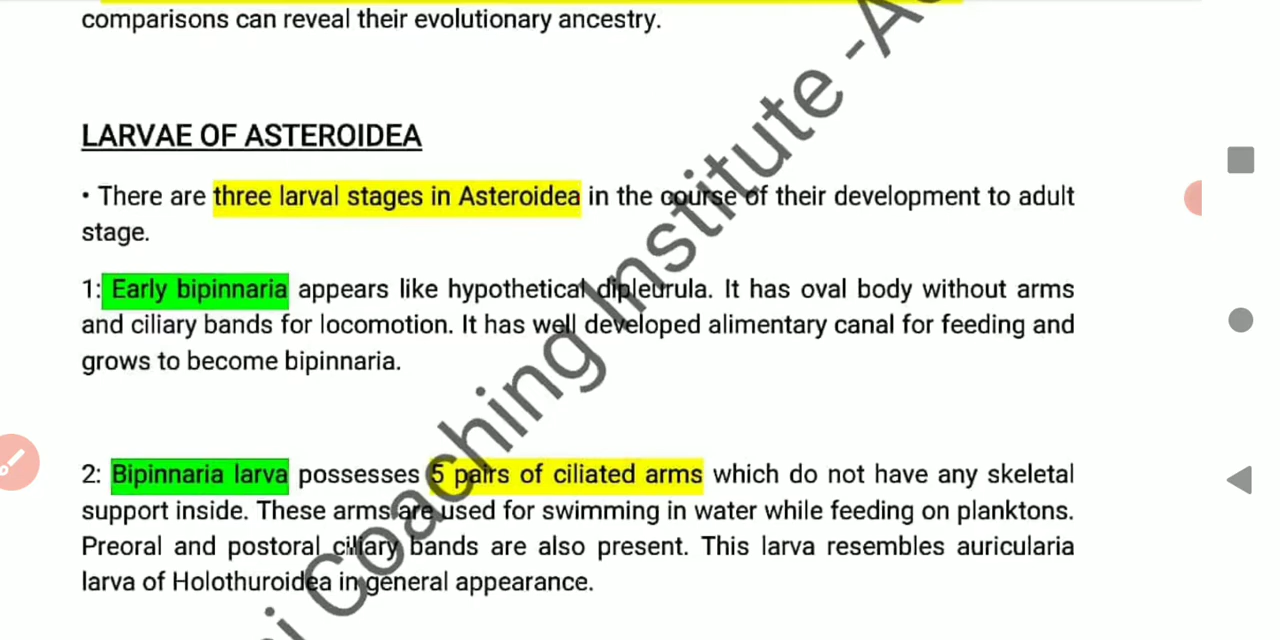 comparisons can reveal their evolutionary ancestry.
LARVAE OF ASTEROIDEA
• There are three larval stages in Asteroidea in the course of their development to adult
stage.
1: Early bipinnaria appears like hypothetical dipleurula. It has oval body without arms
and ciliary bands for locomotion. It has well developed alimentary canal for feeding and
grows to become bipinnaria.
2: Bipinnaria larva possesses 5 pairs of ciliated arms which do not have any skeletal
support inside. These arms are used for swimming in water while feeding on planktons.
Preoral and postoral ciliary bands are also present. This larva resembles auricularia
larva of Holothuroidea in general appearance.
Coaching Institute